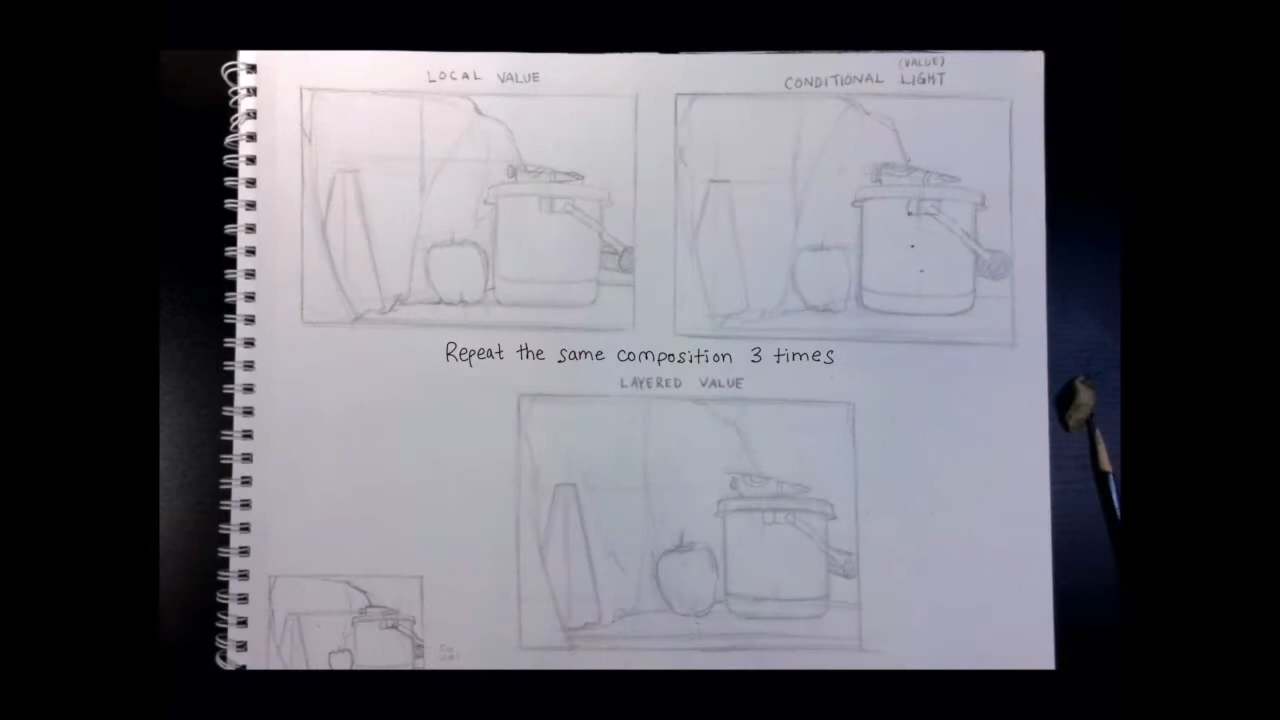 LOCAL VALUE
(VALUE)
CONDITIONAL LIGHT
Repeat the same composition 3 times
LAYERED VALUE